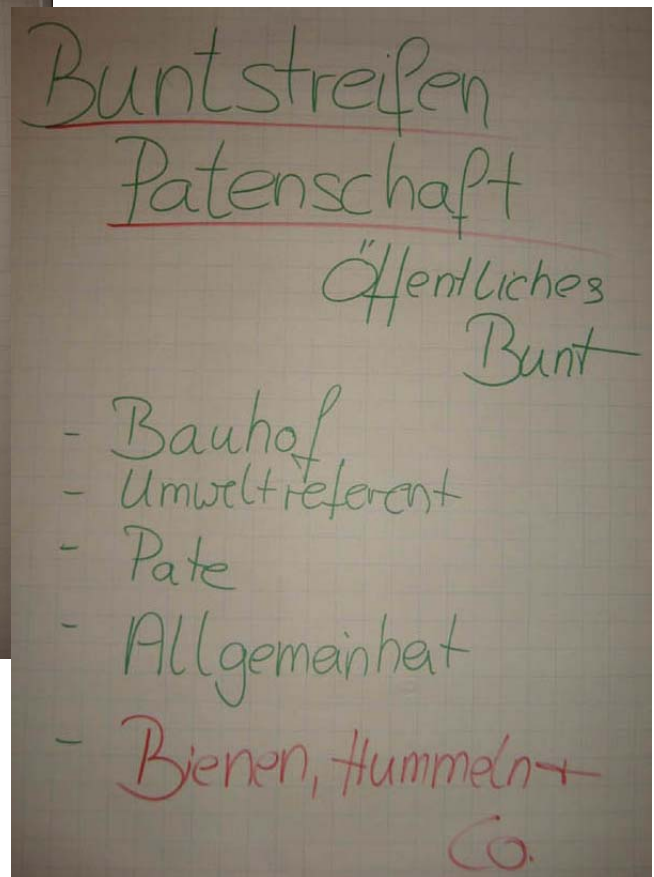 Buntstreifen
Patenschaft
Öffentliches
Bunt
- Bauhof
- Umweltreferent
- Pate
- Allgemeinheit
- Bienen, Hummeln +
Co.